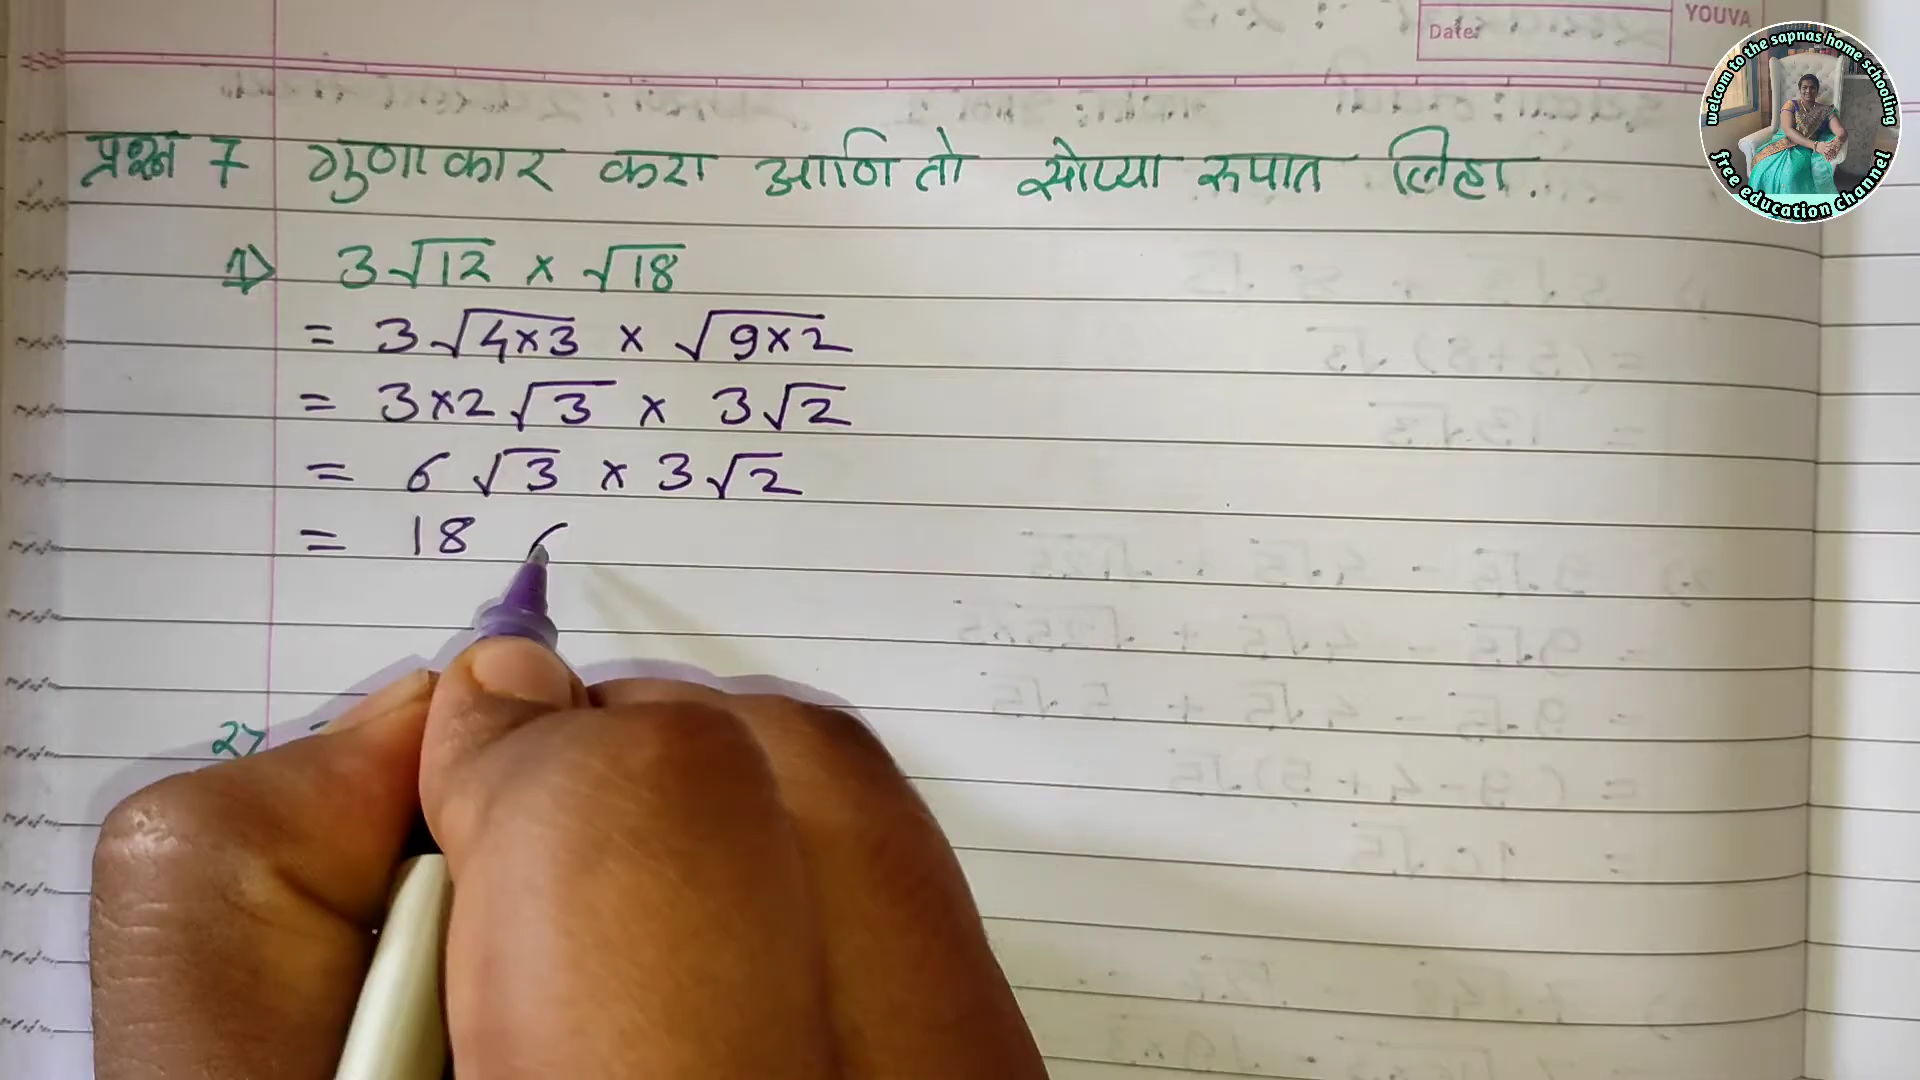 YOUVA
Date:
welcom to the sapnas home schooling
free education channel
प्रश्न 7 गुणाकार करा आणि तो सोप्या रुपात लिहा.
1> 3√12 × √18
= 3√4×3 × √9×2
= 3×2√3 × 3√2
= 6√3 × 3√2
= 18
2>